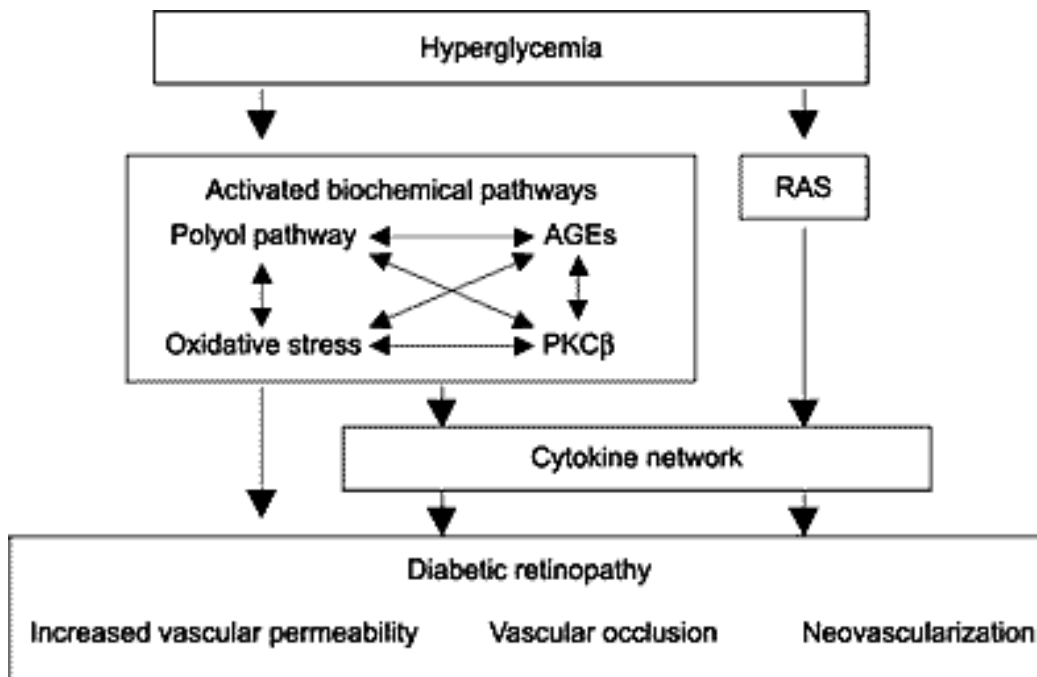 Hyperglycemia
Activated biochemical pathways
RAS
Polyol pathway
AGEs
Oxidative stress
PKCβ
Cytokine network
Diabetic retinopathy
Increased vascular permeability
Vascular occlusion
Neovascularization